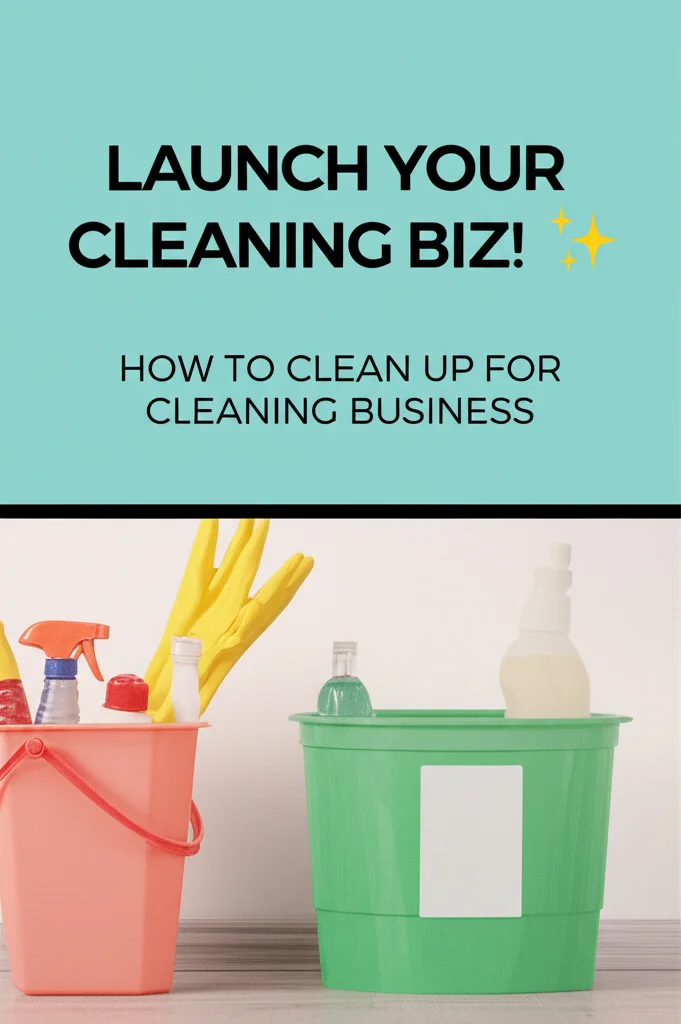 LAUNCH YOUR
CLEANING BIZ! ✨
HOW TO CLEAN UP FOR
CLEANING BUSINESS